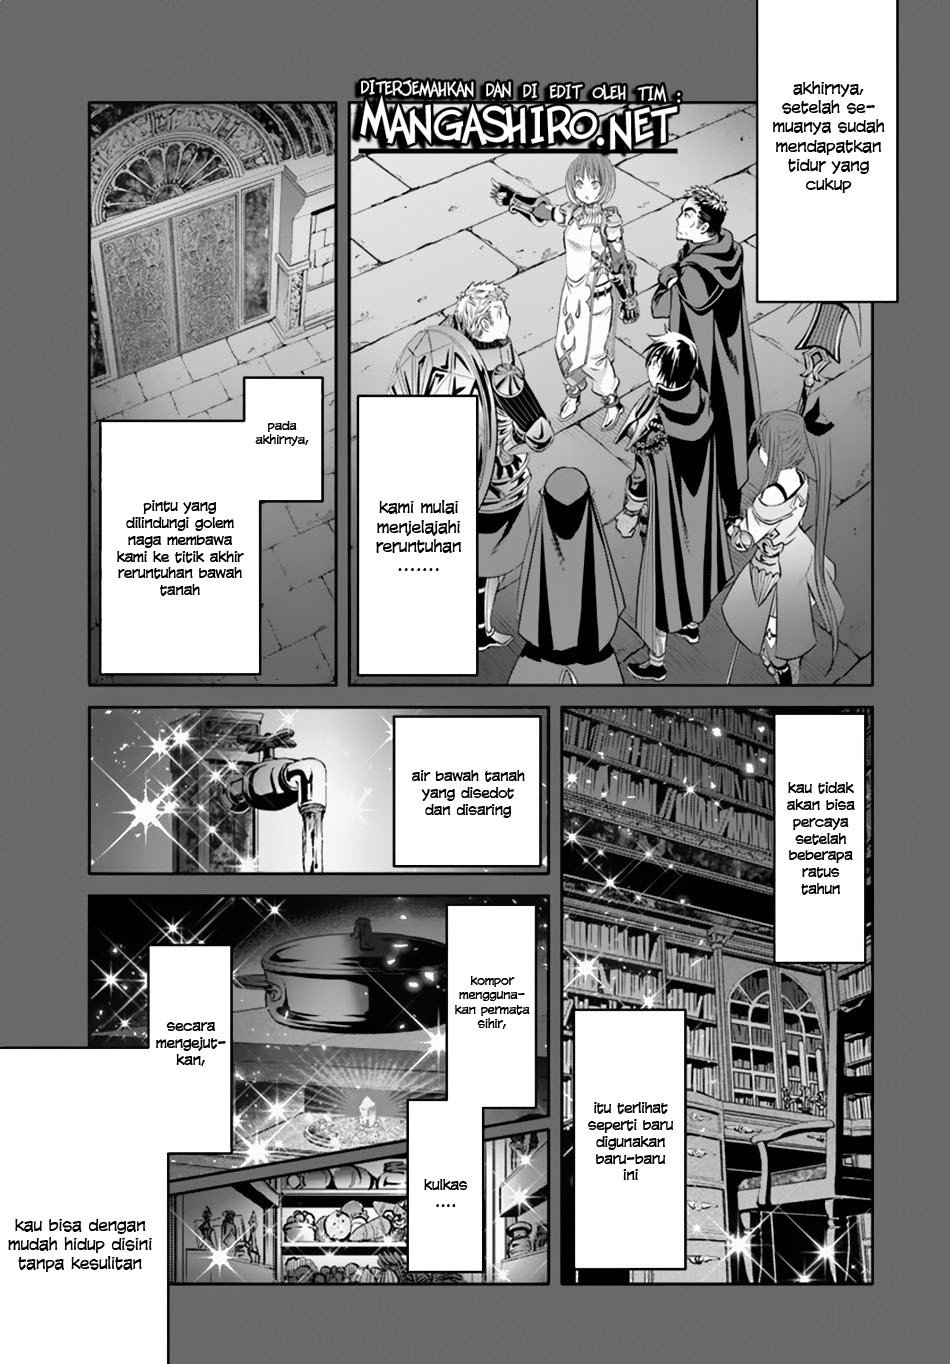 DITERJEMAHKAN DAN DI EDIT OLEH TIM :
MANGASHIRO.NET
akhirnya,
setelah se-
muanya sudah
mendapatkan
tidur yang
cukup
kami mulai
menjelajahi
reruntuhan
.......
pada
akhirnya,
pintu yang
dilindungi golem
naga membawa
kami ke titik akhir
reruntuhan bawah
tanah
kau tidak
akan bisa
percaya
setelah
beberapa
ratus
tahun
itu terlihat
seperti baru
digunakan
baru-baru
ini
air bawah tanah
yang disedot
dan disaring
kompor
mengguna-
kan permata
sihir,
kulkas
....
secara
mengejut-
kan,
kau bisa dengan
mudah hidup disini
tanpa kesulitan